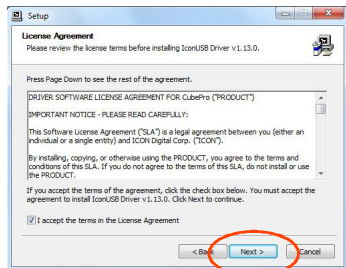 Setup
License Agreement
Please review the license terms before installing IconUSB Driver v1.13.0.
Press Page Down to see the rest of the agreement.
DRIVER SOFTWARE LICENSE AGREEMENT FOR CubePro ("PRODUCT")
IMPORTANT NOTICE - PLEASE READ CAREFULLY:
This Software License Agreement ("SLA") is a legal agreement between you (either an
individual or a single entity) and ICON Digital Corp. ("ICON").
By installing, copying, or otherwise using the PRODUCT, you agree to the terms and
conditions of this SLA. If you do not agree to the terms of this SLA, do not install or use
the PRODUCT.
If you accept the terms of the agreement, click the check box below. You must accept the
agreement to install IconUSB Driver v1.13.0. Click Next to continue.
I accept the terms in the License Agreement
< Back Next > Cancel